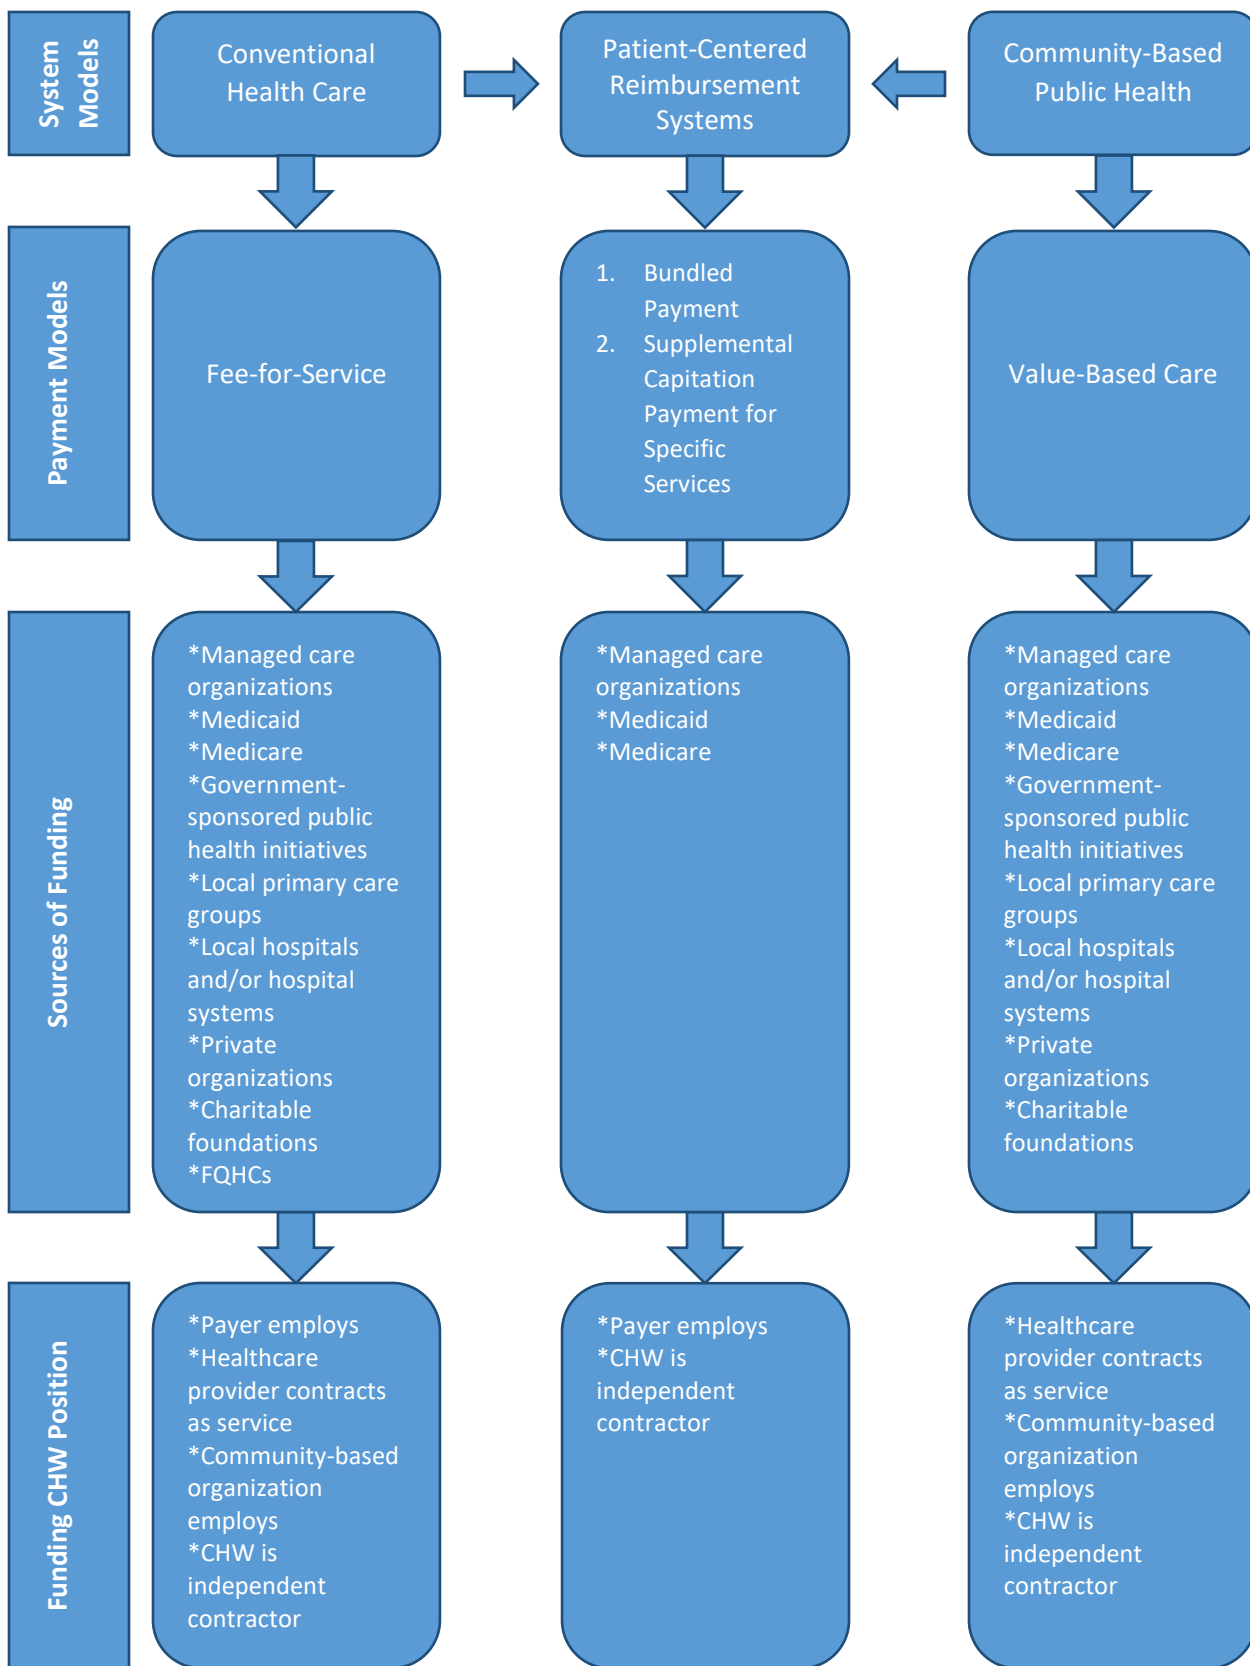 System
Models
Conventional
Health Care
Patient-Centered
Reimbursement
Systems
Community-Based
Public Health
Payment Models
Fee-for-Service
1. Bundled
Payment
2. Supplemental
Capitation
Payment for
Specific
Services
Value-Based Care
Sources of Funding
*Managed care
organizations
*Medicaid
*Medicare
*Government-
sponsored public
health initiatives
*Local primary care
groups
*Local hospitals
and/or hospital
systems
*Private
organizations
*Charitable
foundations
*FQHCs
*Managed care
organizations
*Medicaid
*Medicare
*Managed care
organizations
*Medicaid
*Medicare
*Government-
sponsored public
health initiatives
*Local primary care
groups
*Local hospitals
and/or hospital
systems
*Private
organizations
*Charitable
foundations
Funding CHW Position
*Payer employs
*Healthcare
provider contracts
as service
*Community-based
organization
employs
*CHW is
independent
contractor
*Payer employs
*CHW is
independent
contractor
*Healthcare
provider contracts
as service
*Community-based
organization
employs
*CHW is
independent
contractor